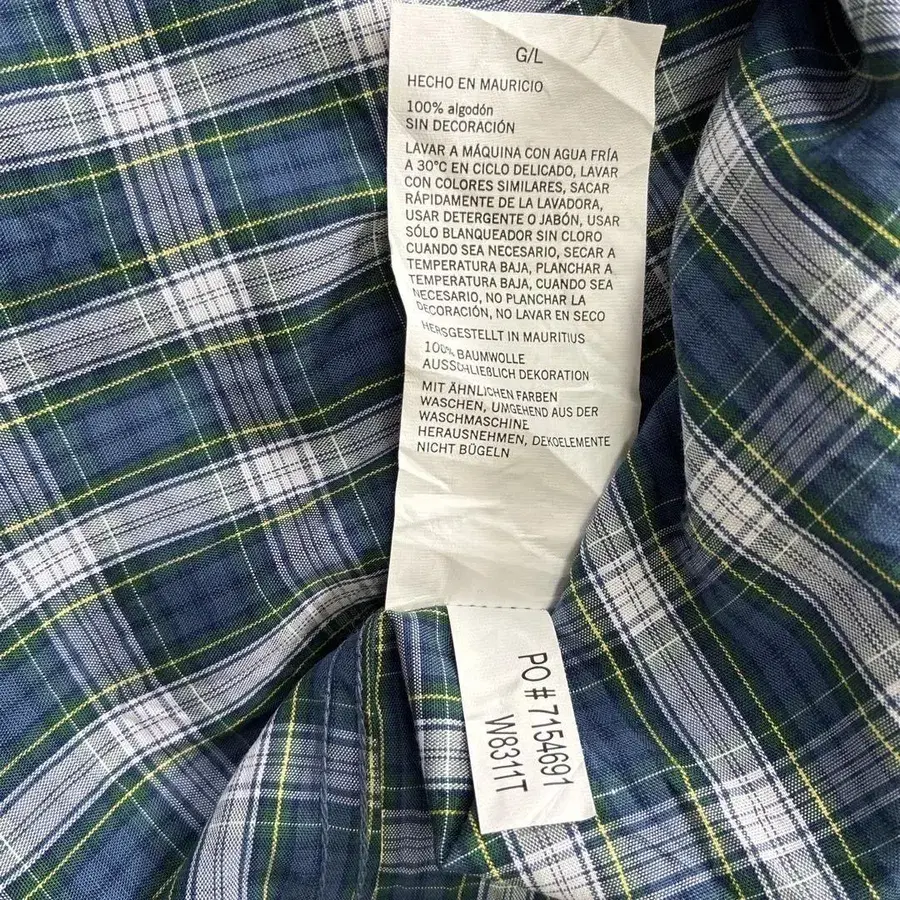 G/L
HECHO EN MAURICIO
100% algodón
SIN DECORACIÓN
LAVAR A MÁQUINA CON AGUA FRÍA
A 30°C EN CICLO DELICADO, LAVAR
CON COLORES SIMILARES, SACAR
RÁPIDAMENTE DE LA LAVADORA,
USAR DETERGENTE O JABÓN, USAR
SÓLO BLANQUEADOR SIN CLORO
CUANDO SEA NECESARIO, SECAR A
TEMPERATURA BAJA, PLANCHAR A
TEMPERATURA BAJA, CUANDO SEA
NECESARIO, NO PLANCHAR LA
DECORACIÓN, NO LAVAR EN SECO
HERSGESTELLT IN MAURITIUS
100% BAUMWOLLE
AUSSCHLIEßLICH DEKORATION
MIT ÄHNLICHEN FARBEN
WASCHEN, UMGEHEND AUS DER
WASCHMASCHINE
HERAUSNEHMEN, DEKOELEMENTE
NICHT BÜGELN
PO #7154691
W8311T